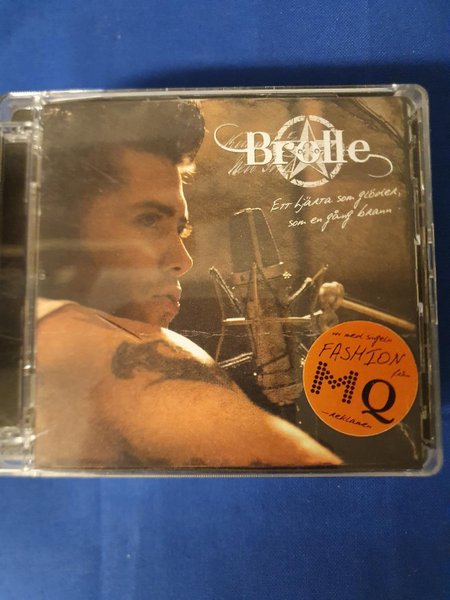 Brolle
Ett hjärta som glöder,
som en gång brann
nu med singeln
FASHION
från
MQ
-reklamen